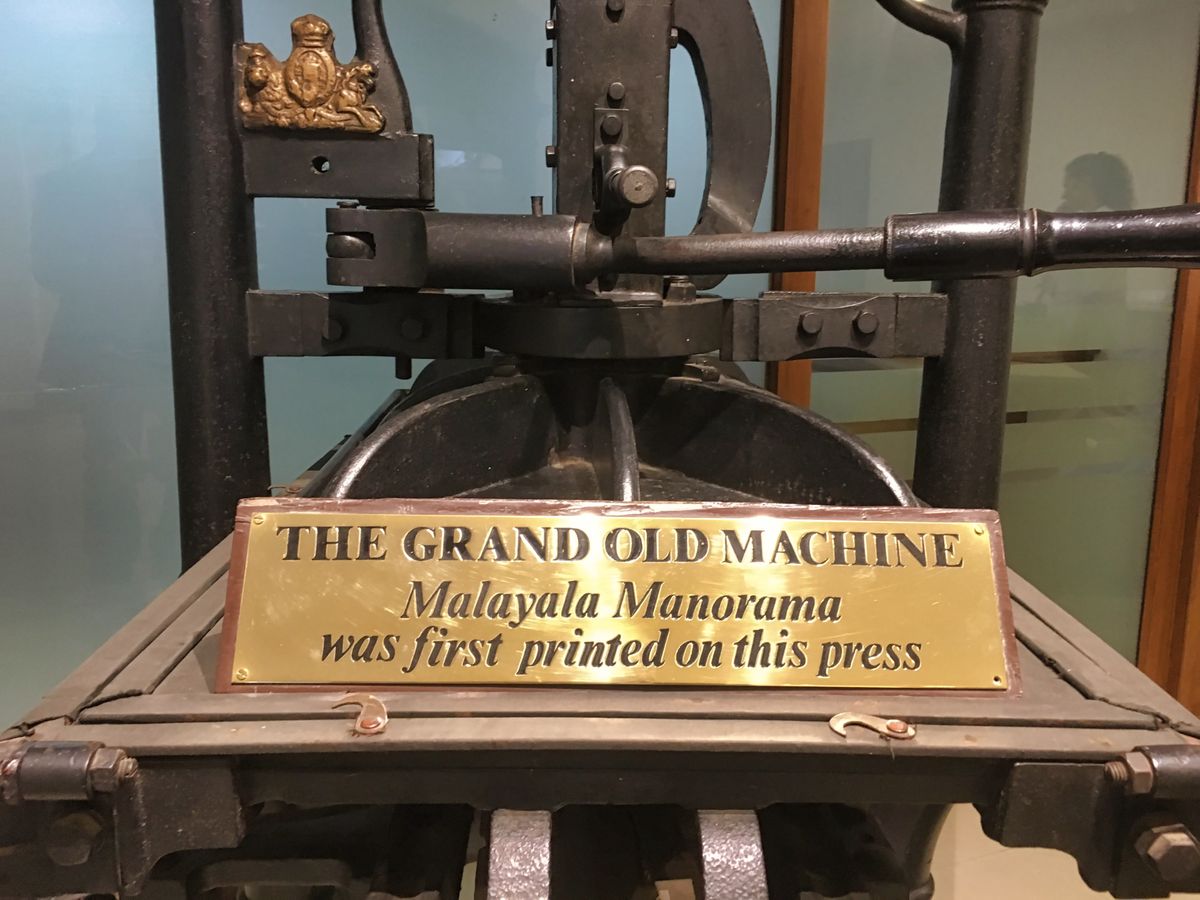 THE GRAND OLD MACHINE
Malayala Manorama
was first printed on this press